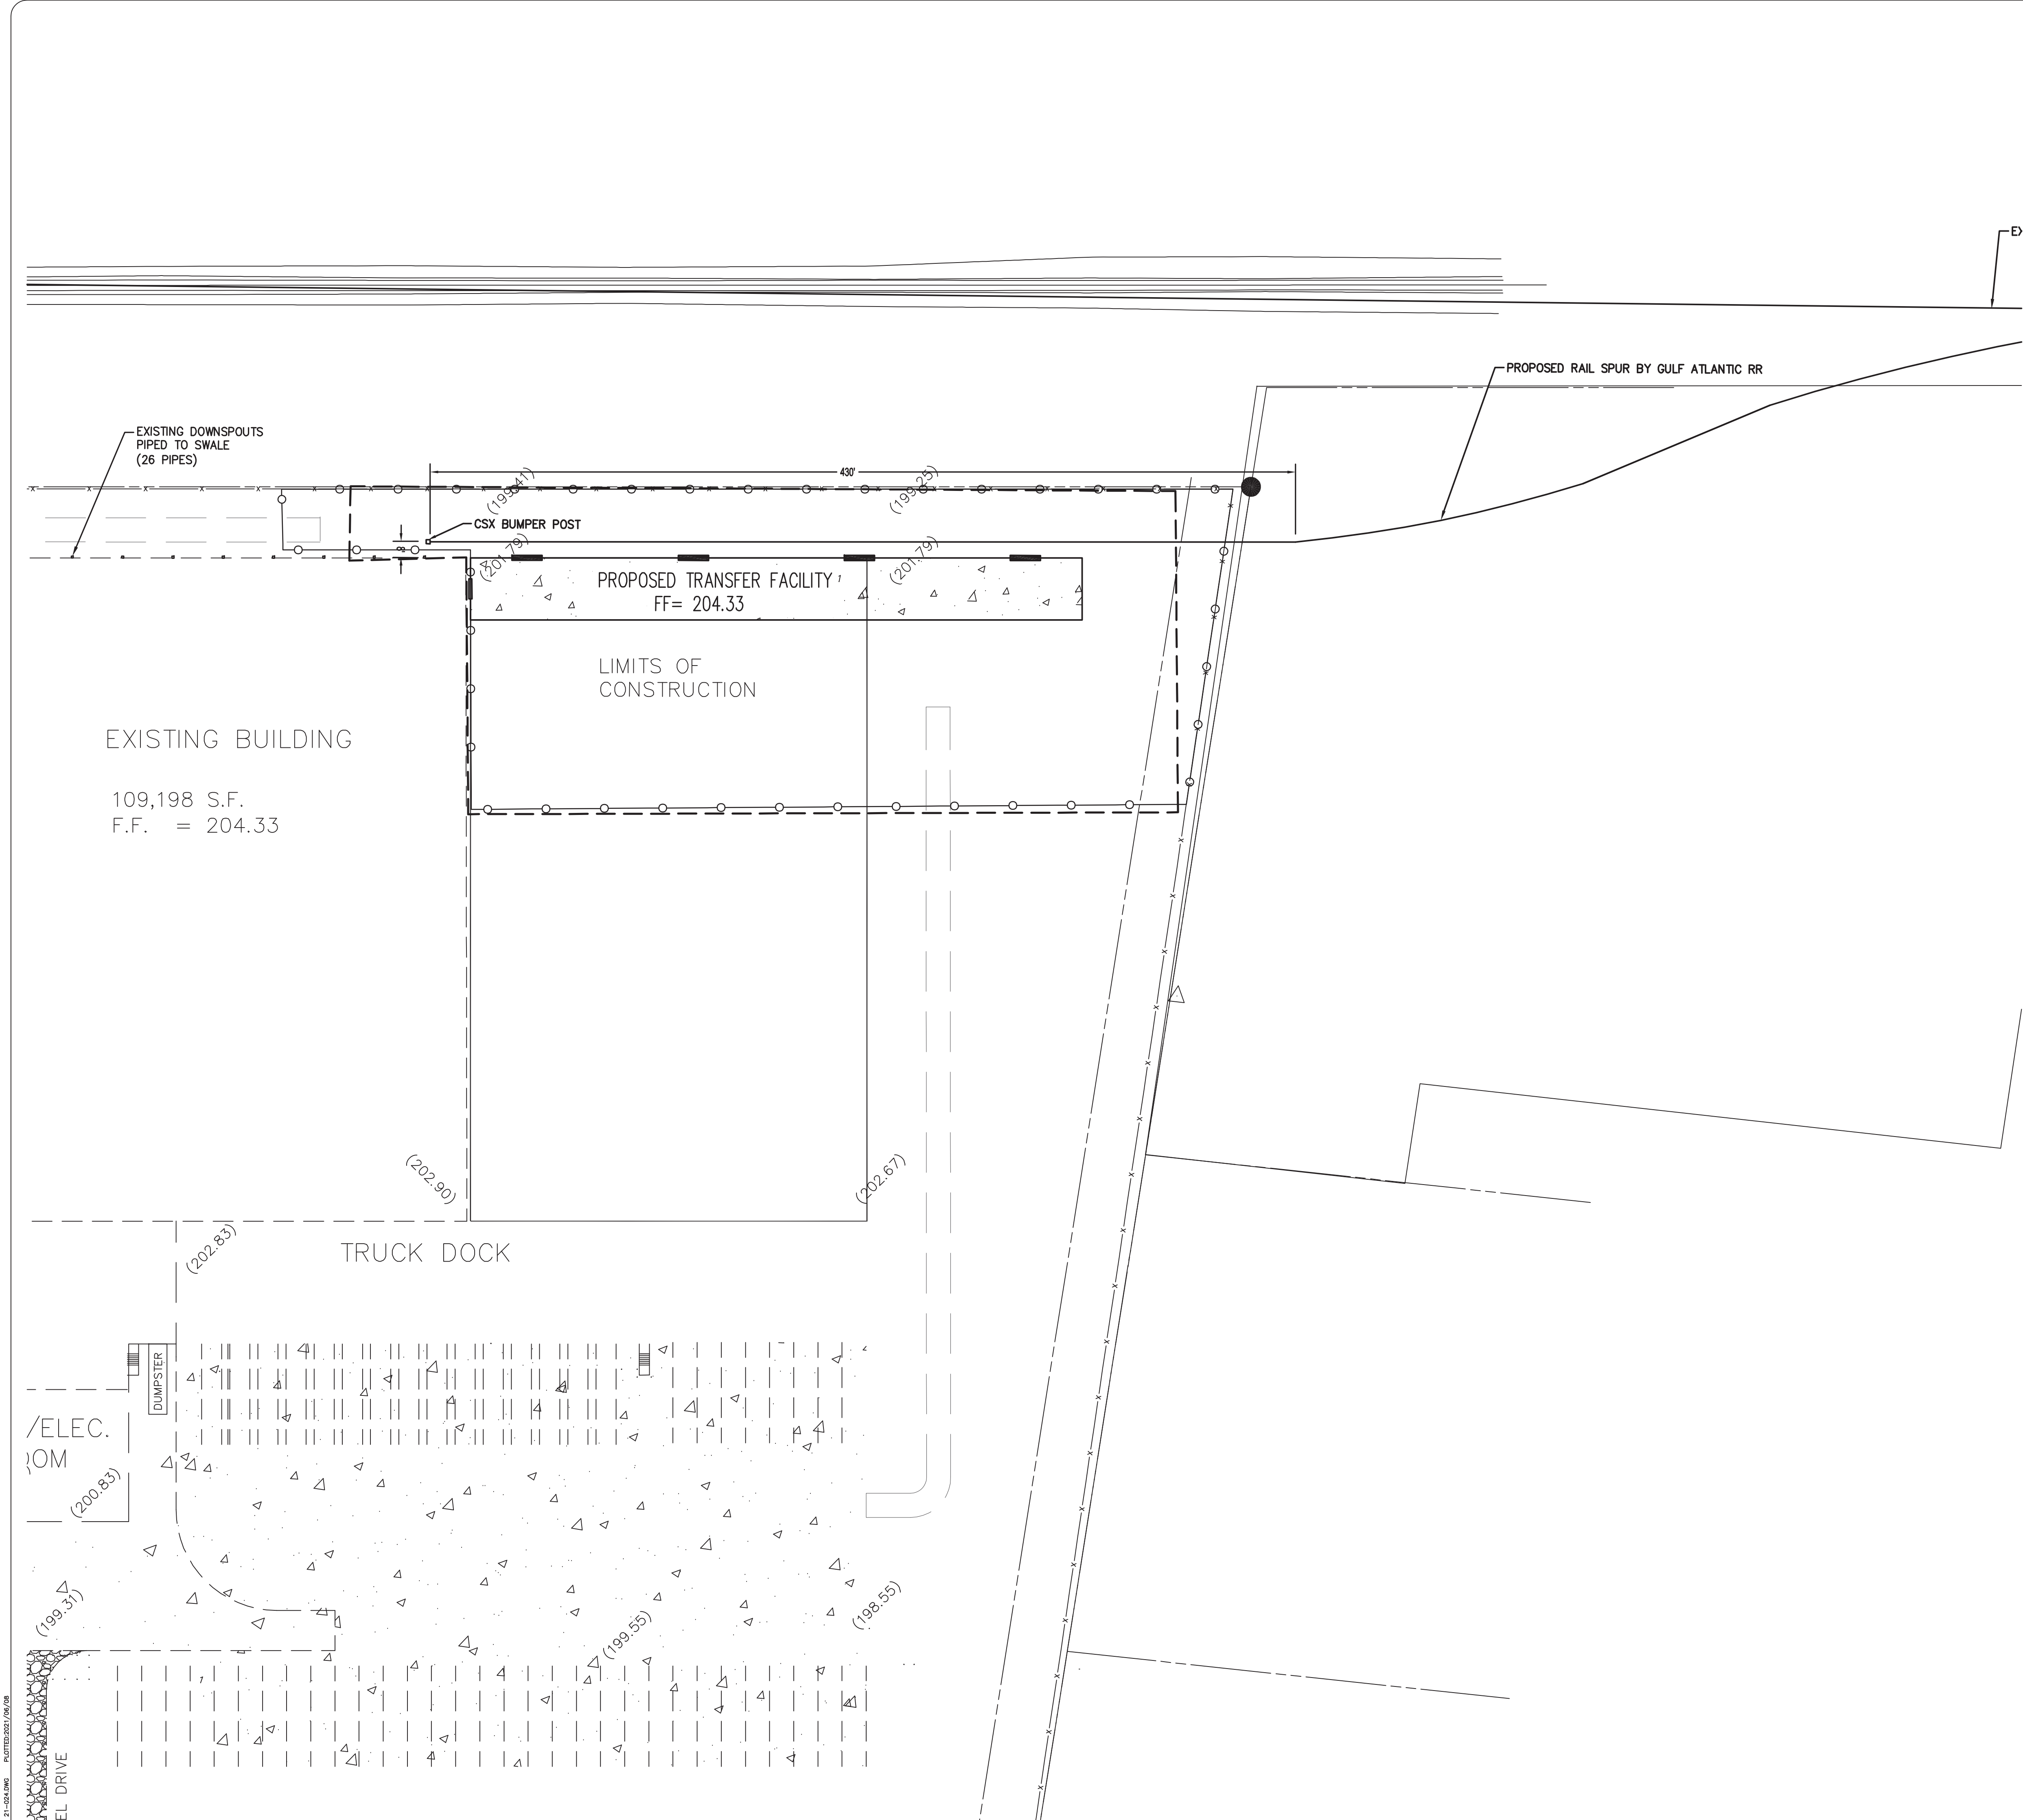 EX
PROPOSED RAIL SPUR BY GULF ATLANTIC RR
EXISTING DOWNSPOUTS
PIPED TO SWALE
(26 PIPES)
430'
(199.41)
(199.25)
CSX BUMPER POST
8
(201.79)
(201.79)
PROPOSED TRANSFER FACILITY
FF= 204.33
LIMITS OF
CONSTRUCTION
EXISTING BUILDING
109,198 S.F.
F.F. = 204.33
(202.90)
(202.67)
(202.83)
TRUCK DOCK
DUMPSTER
/ELEC.
OOM
(200.83)
(199.31)
(199.55)
(198.55)
EL DRIVE
21-024.DWG PLOTTED:2021/06/08